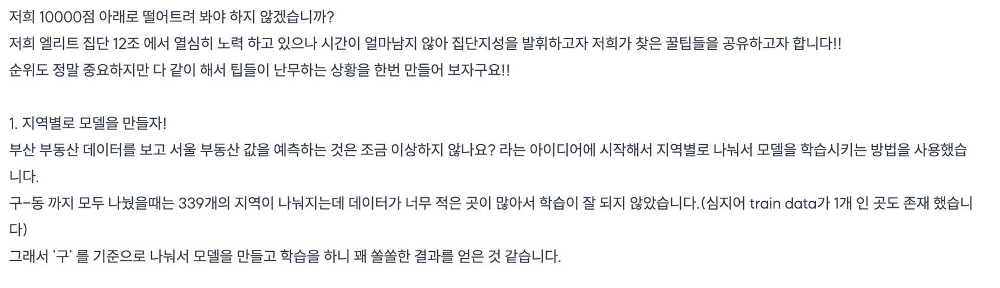 저희 10000점 아래로 떨어트려 봐야 하지 않겠습니까?
저희 엘리트 집단 12조 에서 열심히 노력 하고 있으나 시간이 얼마남지 않아 집단지성을 발휘하고자 저희가 찾은 꿀팁들을 공유하고자 합니다!!
순위도 정말 중요하지만 다 같이 해서 팁들이 난무하는 상황을 한번 만들어 보자구요!!
1. 지역별로 모델을 만들자!
부산 부동산 데이터를 보고 서울 부동산 값을 예측하는 것은 조금 이상하지 않나요? 라는 아이디어에 시작해서 지역별로 나눠서 모델을 학습시키는 방법을 사용했습
니다.
구-동 까지 모두 나눴을때는 339개의 지역이 나눠지는데 데이터가 너무 적은 곳이 많아서 학습이 잘 되지 않았습니다.(심지어 train data가 1개 인 곳도 존재 했습니
다)
그래서 '구' 를 기준으로 나눠서 모델을 만들고 학습을 하니 꽤 쏠쏠한 결과를 얻은 것 같습니다.